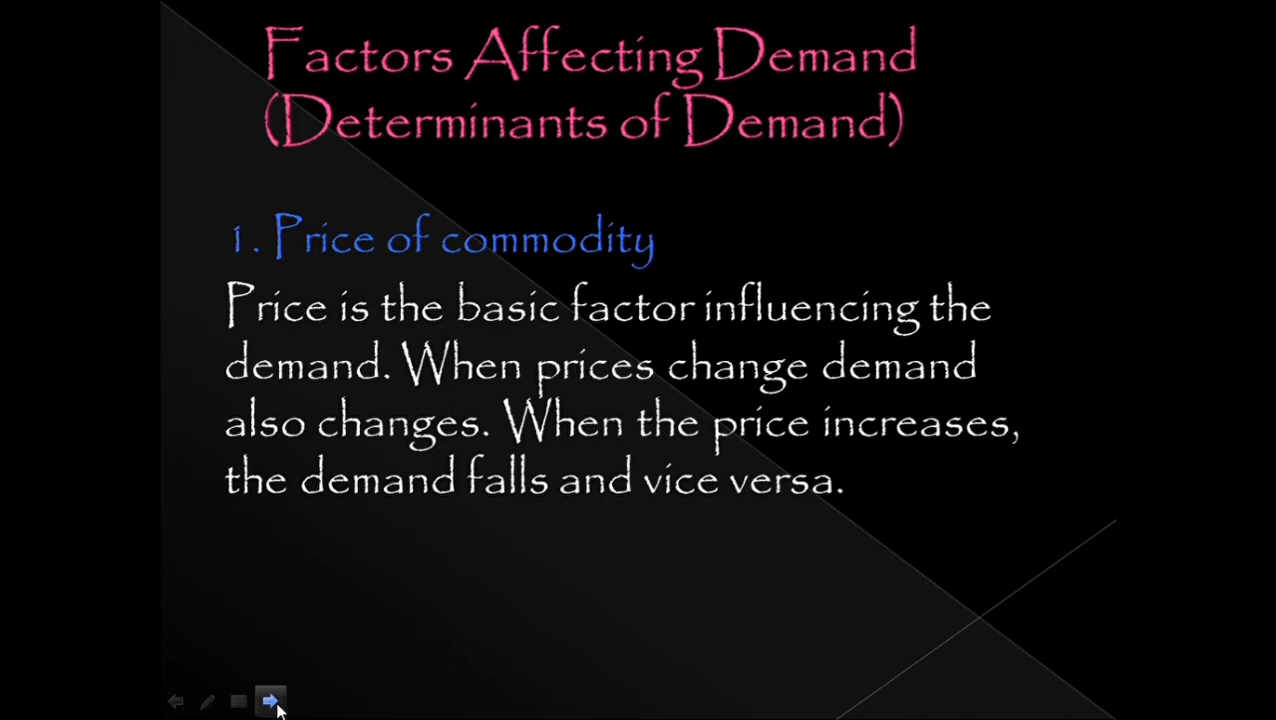 Factors Affecting Demand
(Determinants of Demand)
1. Price of commodity
Price is the basic factor influencing the
demand. When prices change demand
also changes. When the price increases,
the demand falls and vice versa.